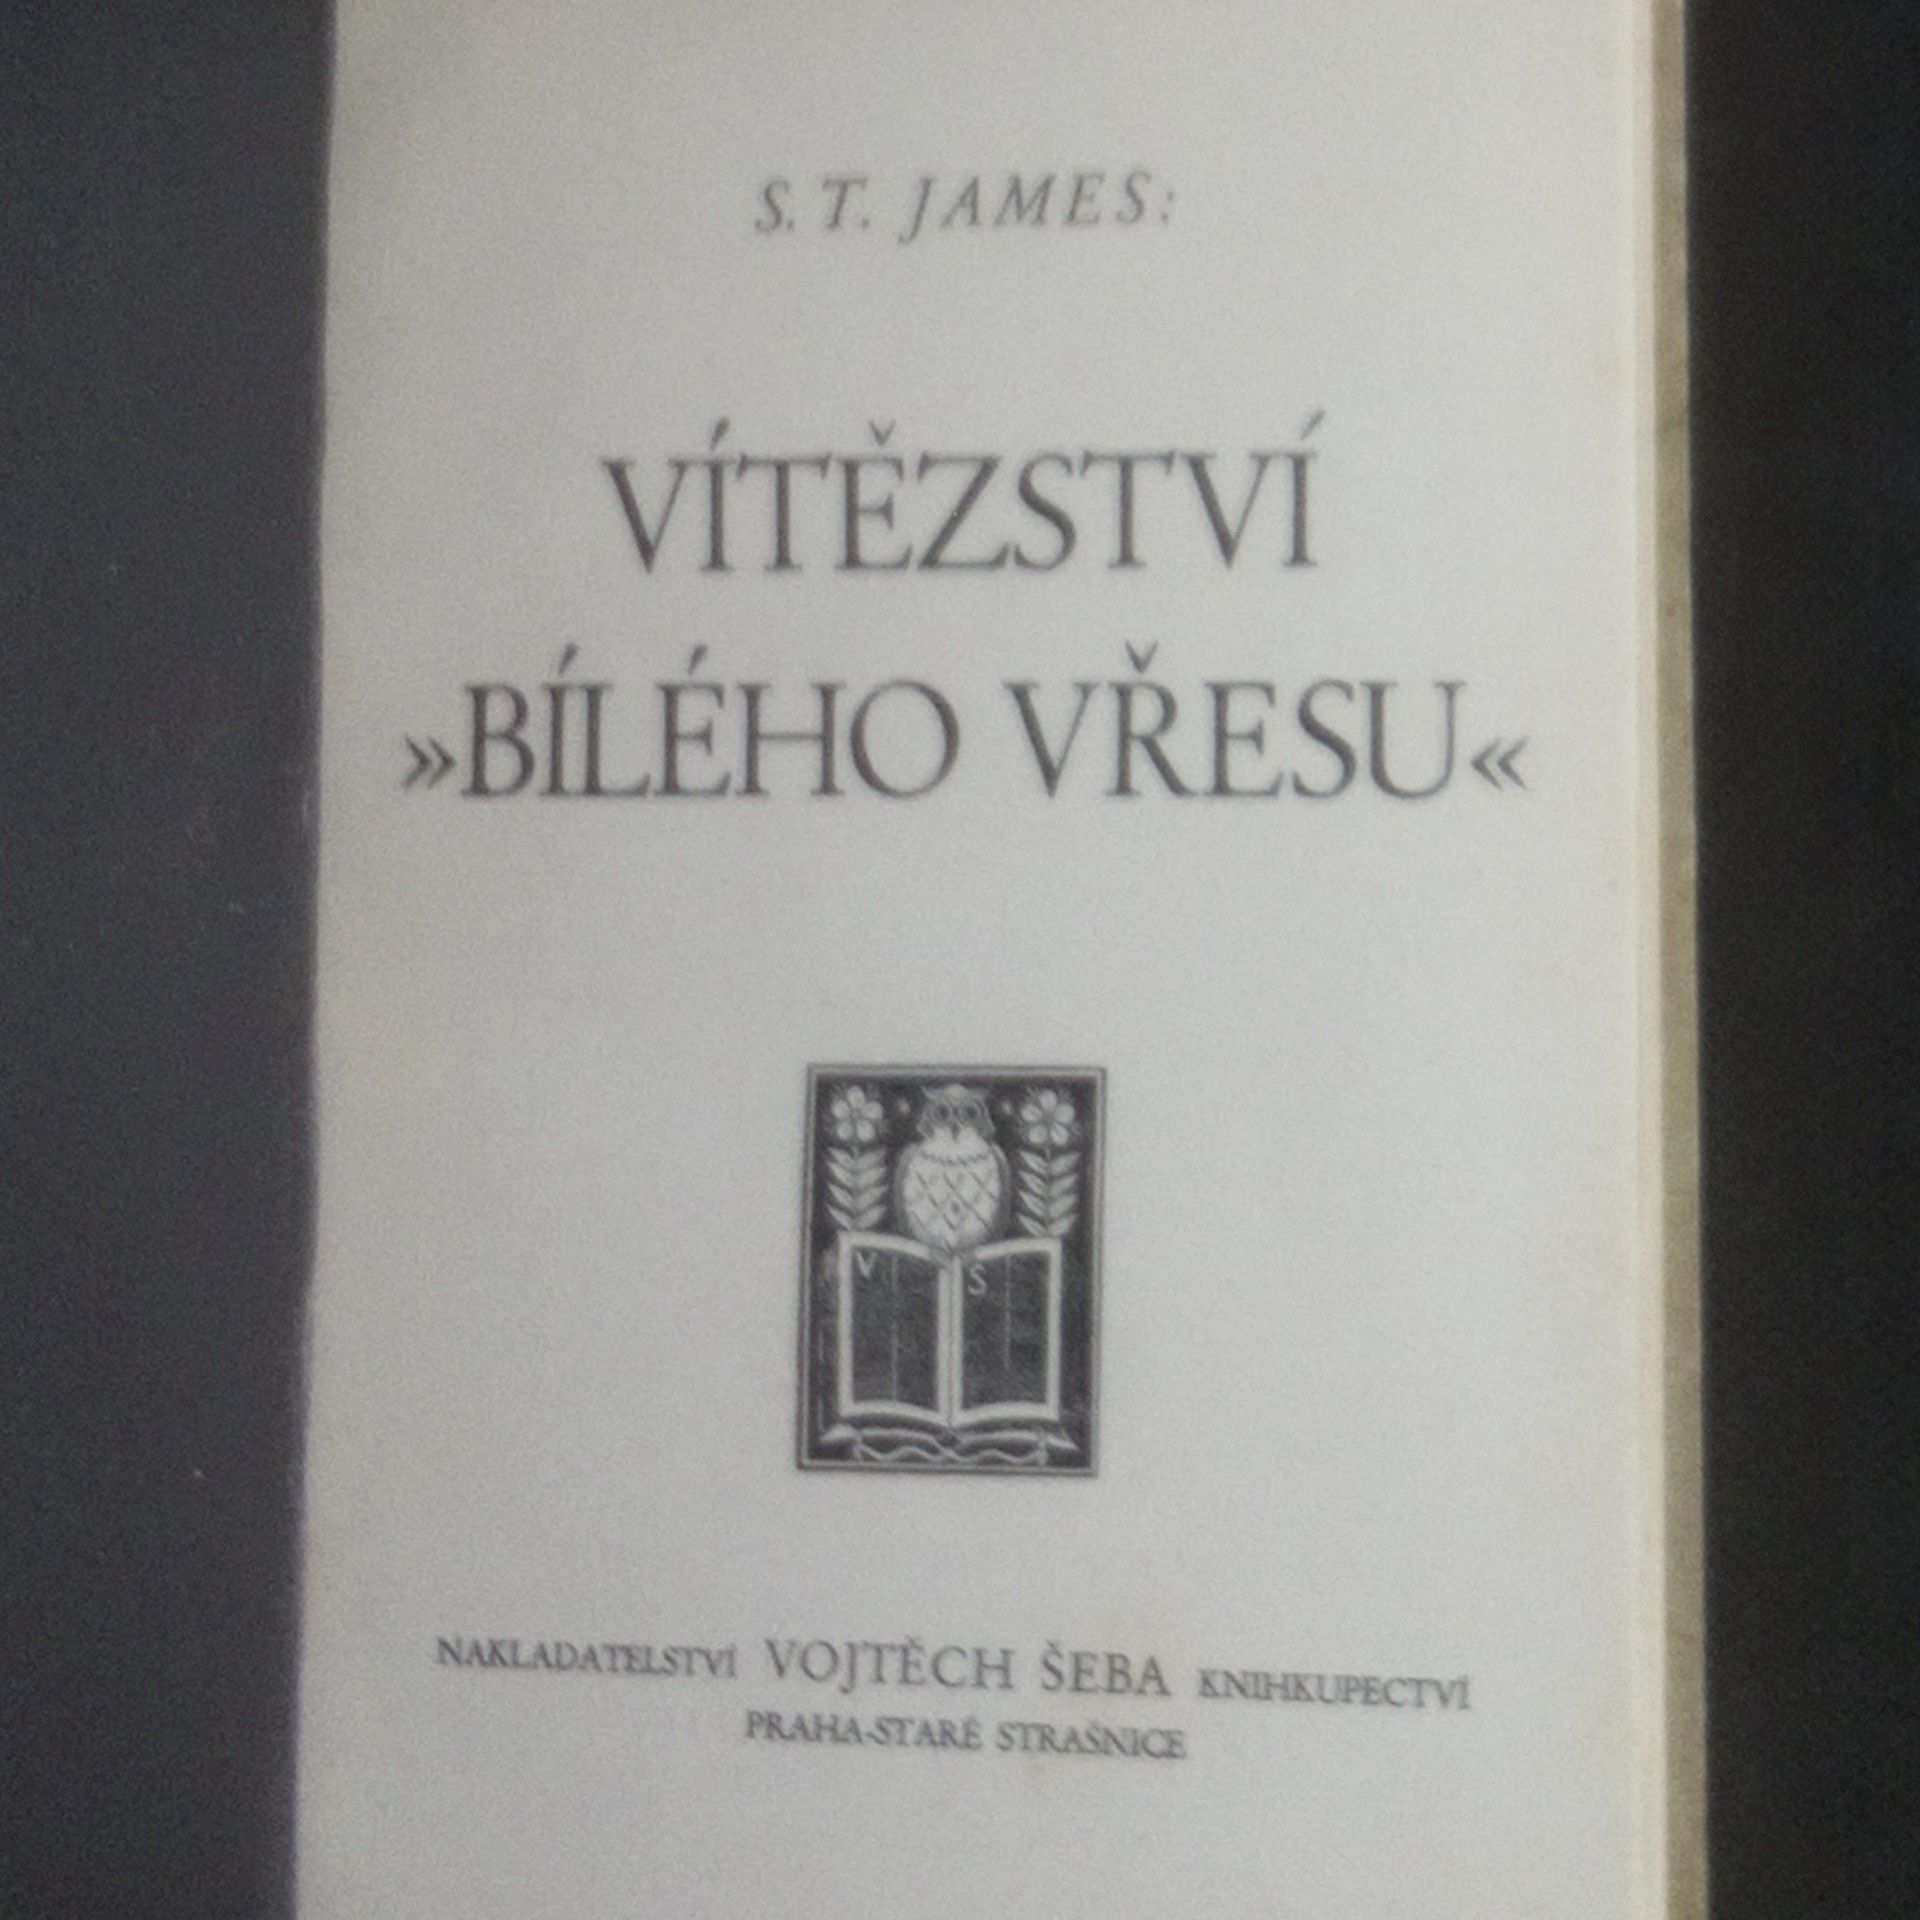 S. T. JAMES:
VÍTĚZSTVÍ
»BÍLÉHO VŘESU«
V S
NAKLADATELSTVÍ VOJTĚCH ŠEBA KNIHKUPECTVÍ
PRAHA-STARÉ STRAŠNICE